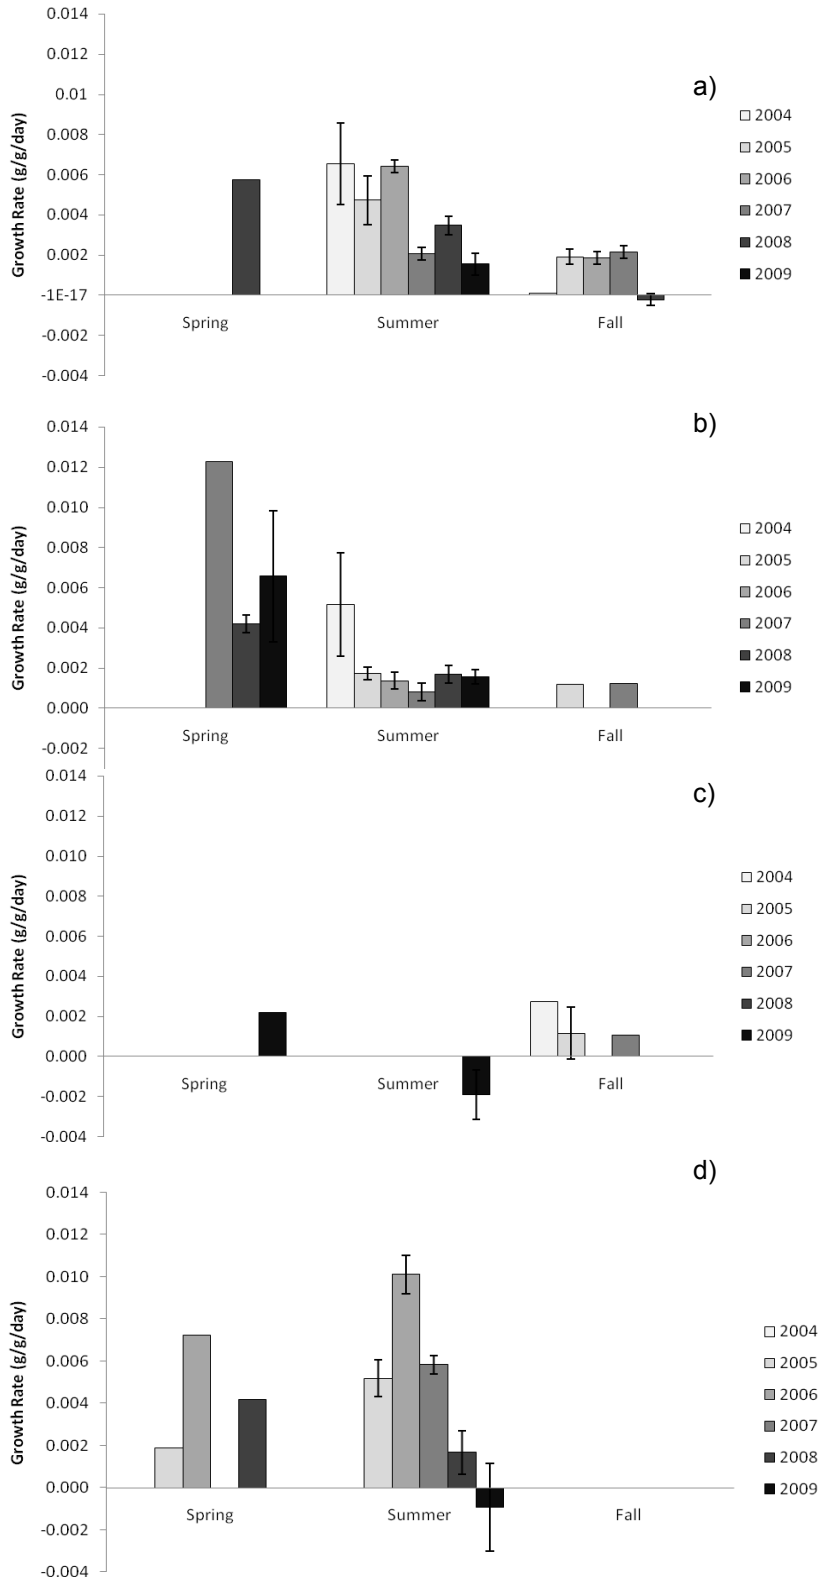 a)
Growth Rate (g/g/day)
0.014
0.012
0.01
0.008
0.006
0.004
0.002
-1E-17
-0.002
-0.004
Spring
Summer
Fall
2004
2005
2006
2007
2008
2009
b)
Growth Rate (g/g/day)
0.014
0.012
0.010
0.008
0.006
0.004
0.002
0.000
-0.002
Spring
Summer
Fall
2004
2005
2006
2007
2008
2009
c)
Growth Rate (g/g/day)
0.014
0.012
0.010
0.008
0.006
0.004
0.002
0.000
-0.002
-0.004
Spring
Summer
Fall
2004
2005
2006
2007
2008
2009
d)
Growth Rate (g/g/day)
0.014
0.012
0.010
0.008
0.006
0.004
0.002
0.000
-0.002
-0.004
Spring
Summer
Fall
2004
2005
2006
2007
2008
2009